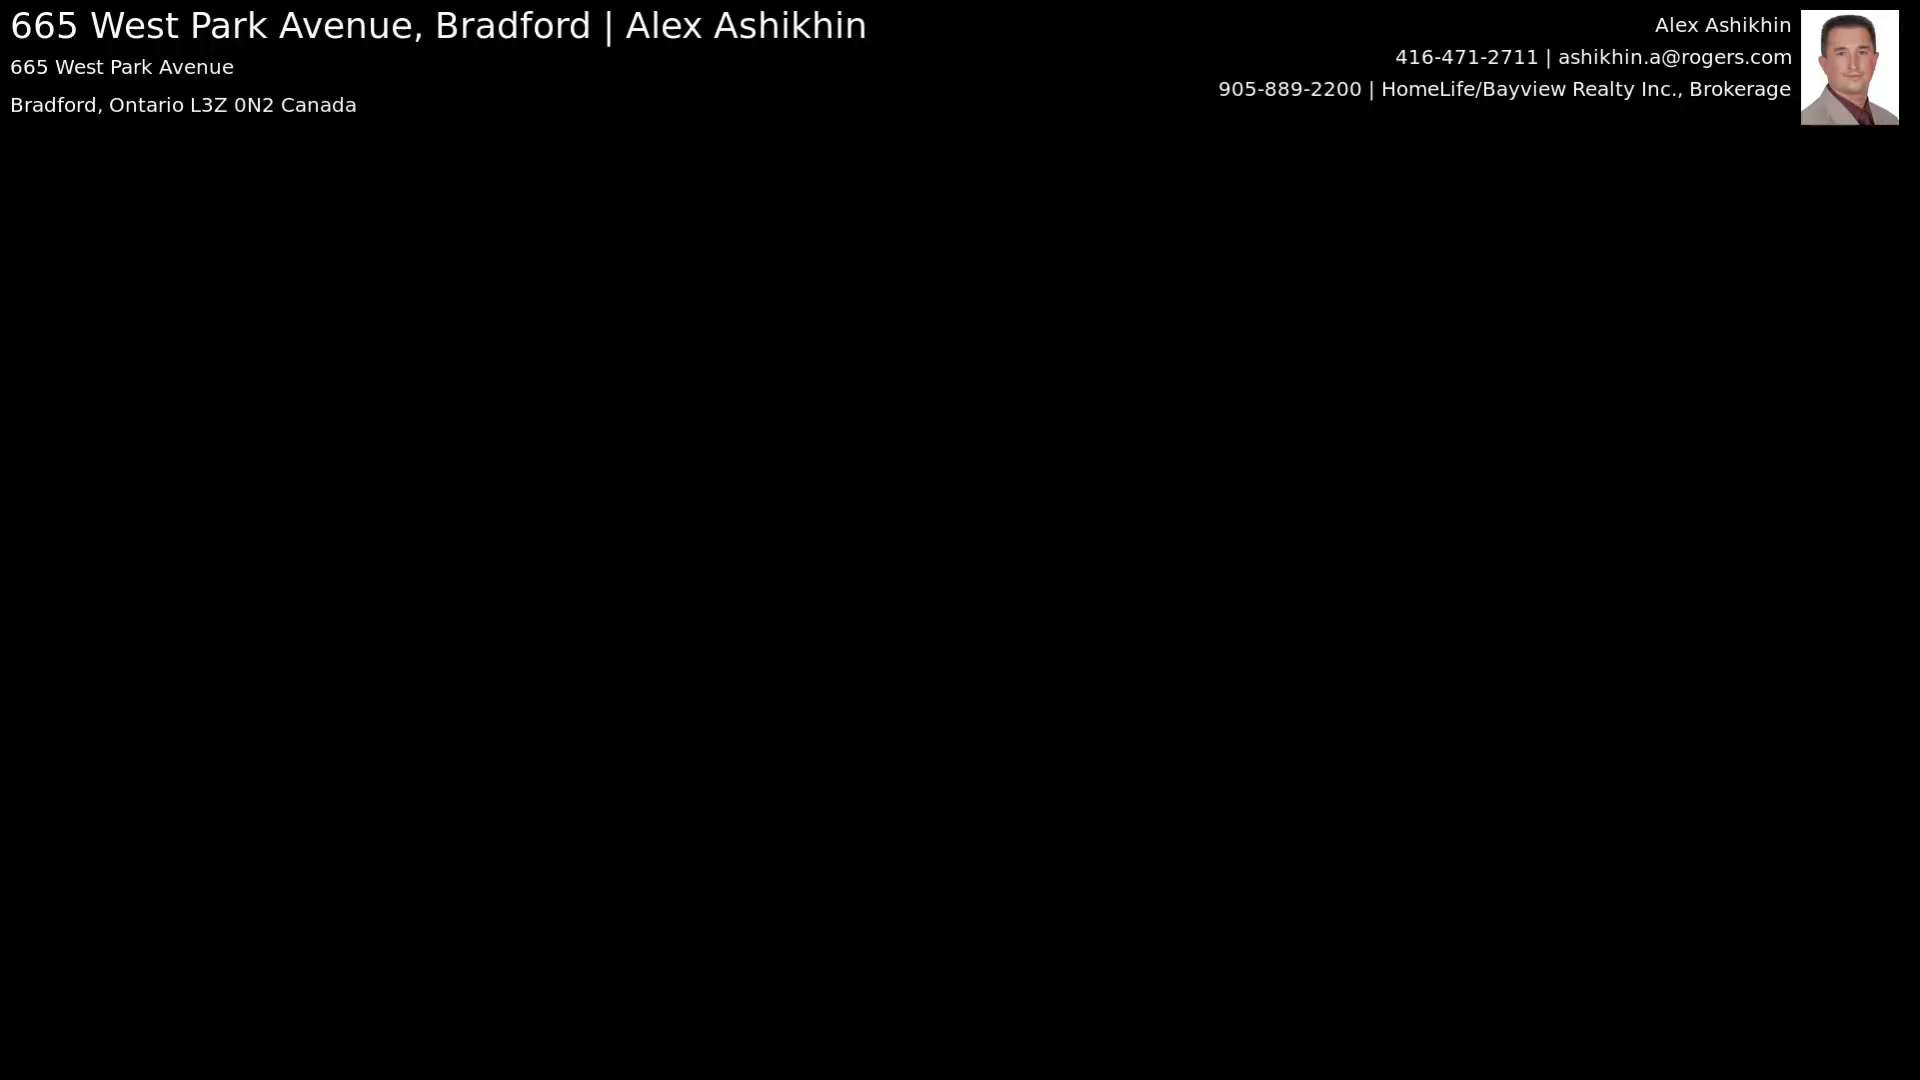 665 West Park Avenue, Bradford | Alex Ashikhin
665 West Park Avenue
Bradford, Ontario L3Z 0N2 Canada
Alex Ashikhin
416-471-2711 | ashikhin.a@rogers.com
905-889-2200 | HomeLife/Bayview Realty Inc., Brokerage